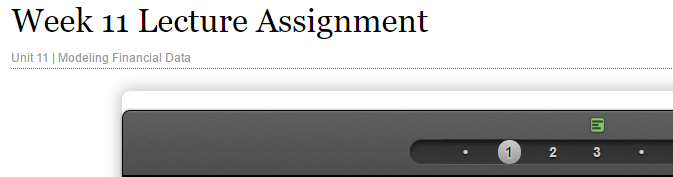 Week 11 Lecture Assignment
Unit 11 | Modeling Financial Data
• 1 2 3 •